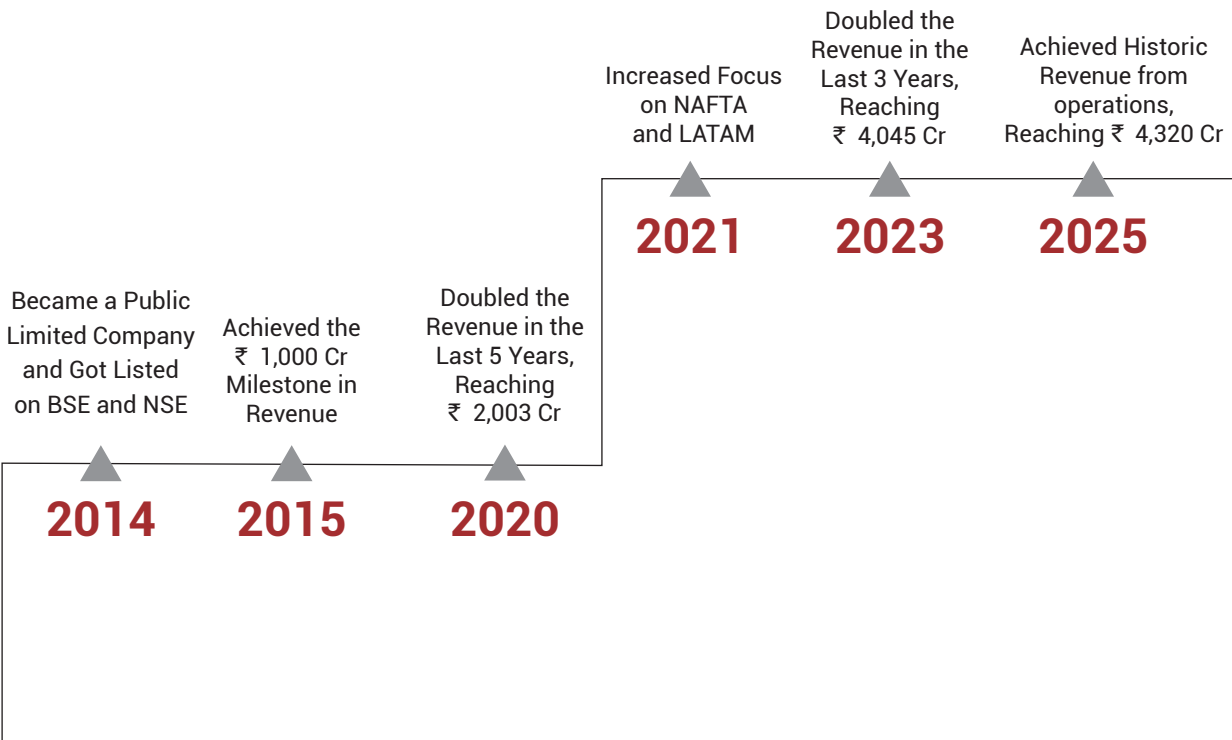 Became a Public
Limited Company
and Got Listed
on BSE and NSE
2014
Achieved the
₹ 1,000 Cr
Milestone in
Revenue
2015
Doubled the
Revenue in the
Last 5 Years,
Reaching
₹ 2,003 Cr
2020
Increased Focus
on NAFTA
and LATAM
2021
Doubled the
Revenue in the
Last 3 Years,
Reaching
₹ 4,045 Cr
2023
Achieved Historic
Revenue from
operations,
Reaching ₹ 4,320 Cr
2025